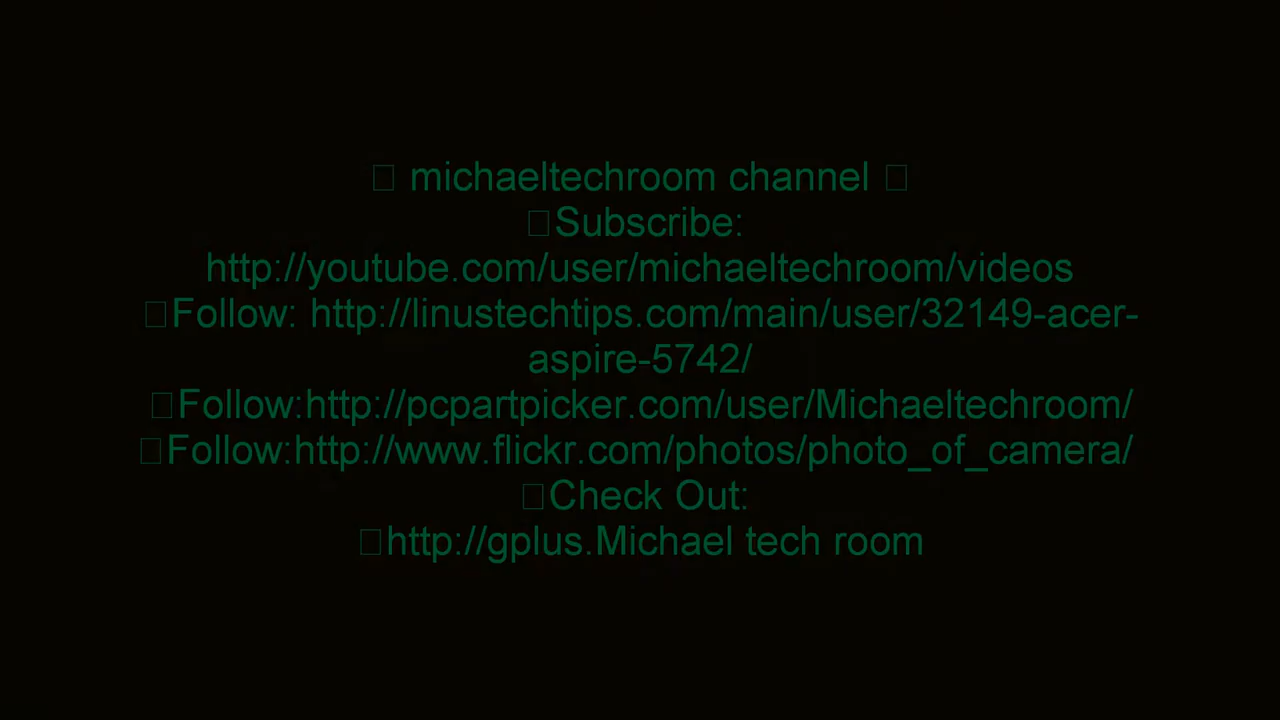 ▯ michaeltechroom channel ▯
▯Subscribe:
http://youtube.com/user/michaeltechroom/videos
▯Follow: http://linustechtips.com/main/user/32149-acer-
aspire-5742/
▯Follow:http://pcpartpicker.com/user/Michaeltechroom/
▯Follow:http://www.flickr.com/photos/photo_of_camera/
▯Check Out:
▯http://gplus.Michael tech room